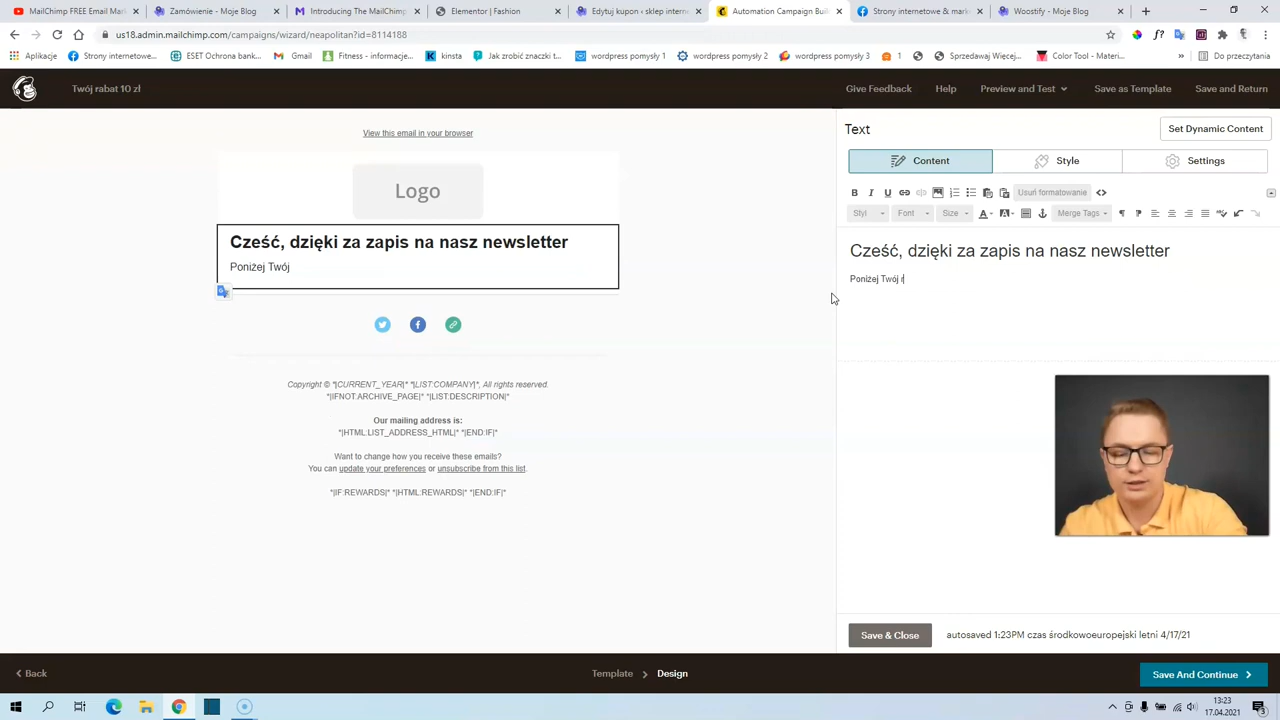 MailChimp FREE Email Mark
Zamówienie - Moje Blog
Introducing The MailChimp
Elementor | Fashion
Edytuj kupon ‹ sklep intern
Automation Campaign Buil
Strony internetowe & mark
Woostify - Moje Blog
us18.admin.mailchimp.com/campaigns/wizard/neapolitan?id=8114188
Aplikacje
Strony internetowe...
ESET Ochrona bank...
Gmail
Fitness - informacje,...
kinsta
Jak zrobić znaczki t...
wordpress pomysły 1
wordpress pomysły 2
wordpress pomysły 3
1
Sprzedawaj Więcej,...
Color Tool - Materi...
Do przeczytania
Twój rabat 10 zł
Give Feedback
Help
Preview and Test
Save as Template
Save and Return
View this email in your browser
Logo
Cześć, dzięki za zapis na nasz newsletter
Poniżej Twój
Copyright © *|CURRENT_YEAR|* *|LIST:COMPANY|*, All rights reserved.
*|IFNOT:ARCHIVE_PAGE|* *|LIST:DESCRIPTION|*
Our mailing address is:
*|HTML:LIST_ADDRESS_HTML|* *|END:IF|*
Want to change how you receive these emails?
You can update your preferences or unsubscribe from this list.
*|IF:REWARDS|* *|HTML:REWARDS|* *|END:IF|*
Text
Set Dynamic Content
Content
Style
Settings
B I U
Usuń formatowanie
Styl
Font
Size
A
A
Merge Tags
Cześć, dzięki za zapis na nasz newsletter
Poniżej Twój r
Save & Close
autosaved 1:23PM czas środkowoeuropejski letni 4/17/21
Back
Template
Design
Save And Continue
13:23
17.04.2021
3